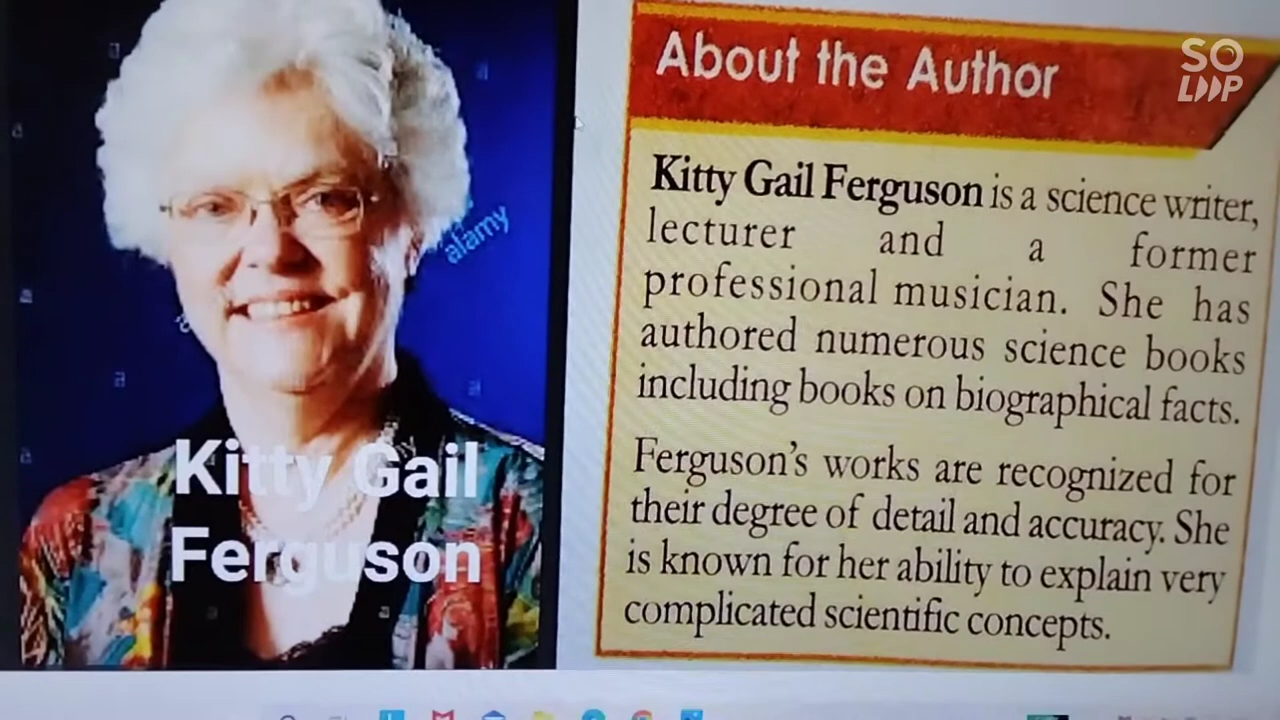 SO
LOOP
alamy
Kitty Gail
Ferguson
About the Author
Kitty Gail Ferguson is a science writer,
lecturer and a former
professional musician. She has
authored numerous science books
including books on biographical facts.
Ferguson's works are recognized for
their degree of detail and accuracy. She
is known for her ability to explain very
complicated scientific concepts.